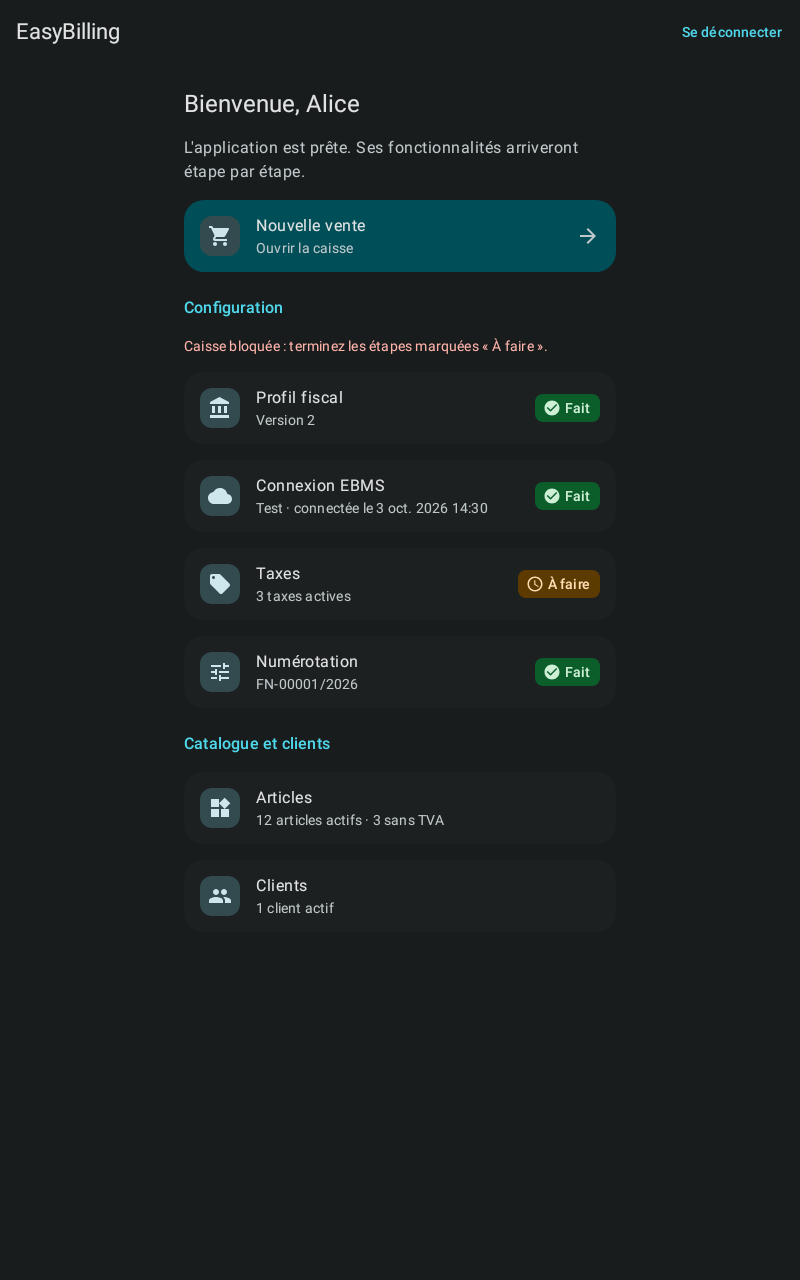 EasyBilling
Se déconnecter
Bienvenue, Alice
L'application est prête. Ses fonctionnalités arriveront
étape par étape.
Nouvelle vente
Ouvrir la caisse
Configuration
Caisse bloquée : terminez les étapes marquées « À faire ».
Profil fiscal
Version 2
Fait
Connexion EBMS
Test · connectée le 3 oct. 2026 14:30
Fait
Taxes
3 taxes actives
À faire
Numérotation
FN-00001/2026
Fait
Catalogue et clients
Articles
12 articles actifs · 3 sans TVA
Clients
1 client actif